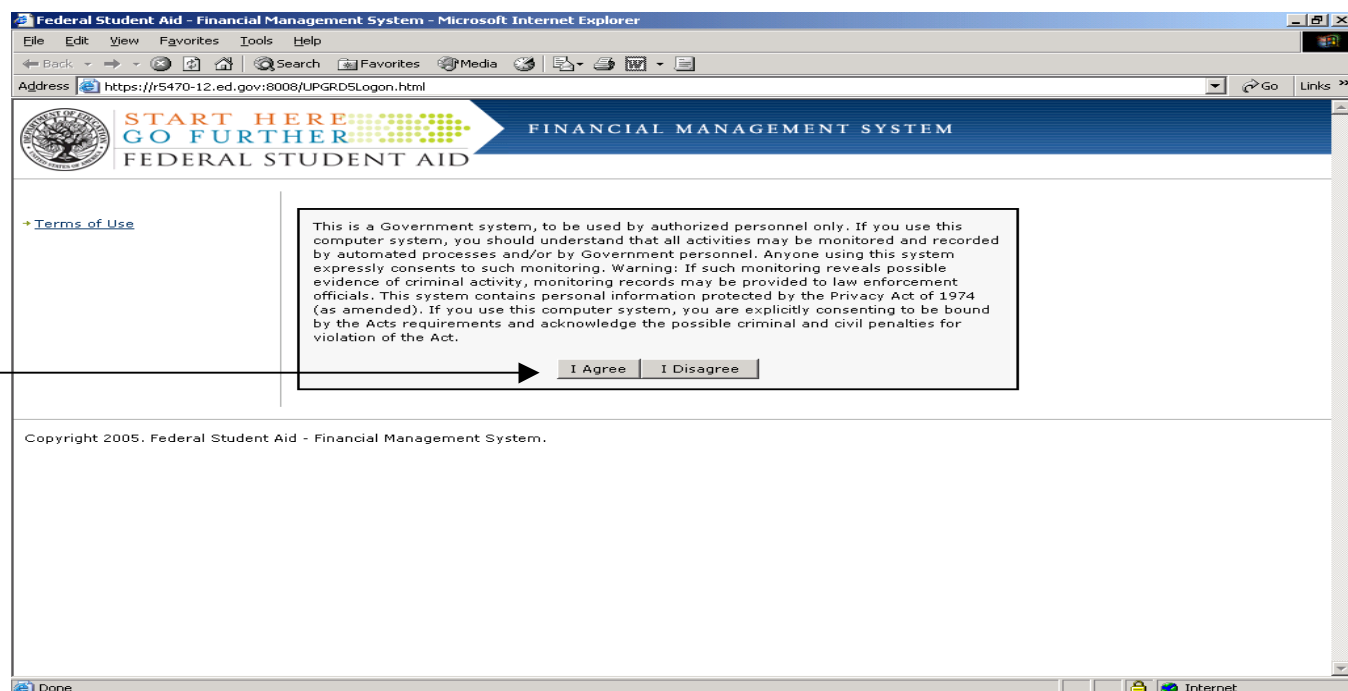 Federal Student Aid - Financial Management System - Microsoft Internet Explorer
File Edit View Favorites Tools Help
Back Search Favorites Media
Address https://r5470-12.ed.gov:8008/UPGRD5Logon.html Go Links »
START HERE
GO FURTHER
FEDERAL STUDENT AID
FINANCIAL MANAGEMENT SYSTEM
Terms of Use
This is a Government system, to be used by authorized personnel only. If you use this
computer system, you should understand that all activities may be monitored and recorded
by automated processes and/or by Government personnel. Anyone using this system
expressly consents to such monitoring. Warning: If such monitoring reveals possible
evidence of criminal activity, monitoring records may be provided to law enforcement
officials. This system contains personal information protected by the Privacy Act of 1974
(as amended). If you use this computer system, you are explicitly consenting to be bound
by the Acts requirements and acknowledge the possible criminal and civil penalties for
violation of the Act.
I Agree I Disagree
Copyright 2005. Federal Student Aid - Financial Management System.
Done Internet